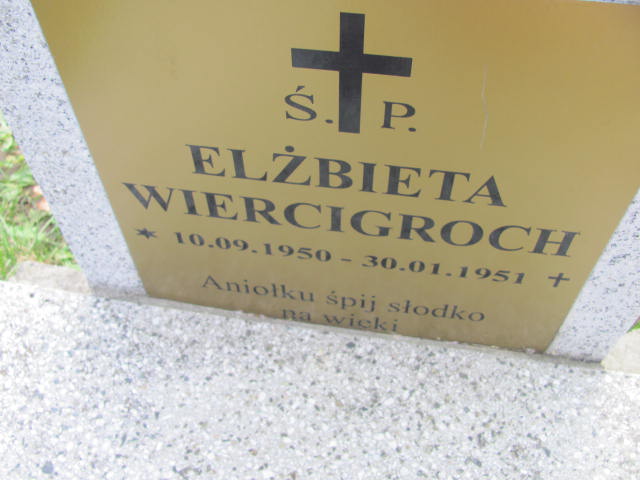 Ś. P.
ELŻBIETA
WIERCIGROCH
* 10.09.1950 - 30.01.1951 †
Aniołku śpij słodko
na wieki